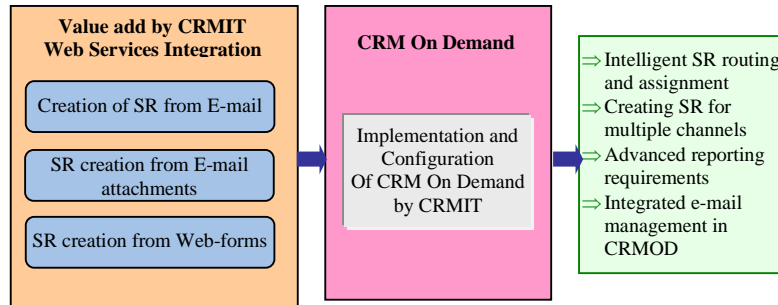 Value add by CRMIT
Web Services Integration
Creation of SR from E-mail
SR creation from E-mail
attachments
SR creation from Web-forms
CRM On Demand
Implementation and
Configuration
Of CRM On Demand
by CRMIT
⇒ Intelligent SR routing
and assignment
⇒ Creating SR for
multiple channels
⇒ Advanced reporting
requirements
⇒ Integrated e-mail
management in
CRMOD